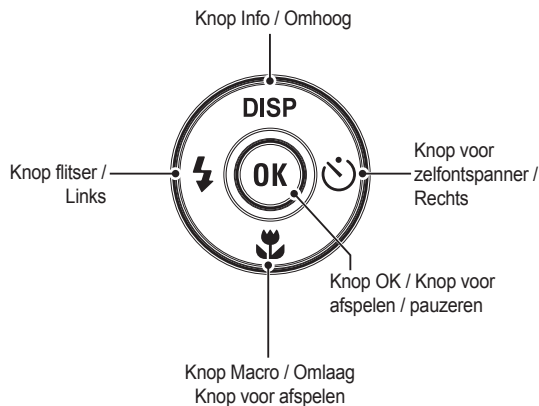 Knop Info / Omhoog
DISP
Knop flitser /
Links
OK
Knop voor
zelfontspanner /
Rechts
Knop OK / Knop voor
afspelen / pauzeren
Knop Macro / Omlaag
Knop voor afspelen